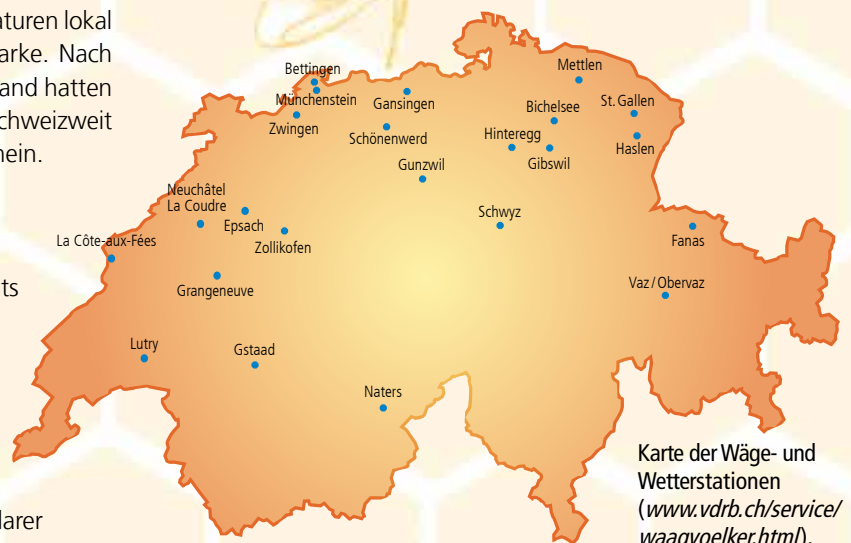 aturen lokal
arke. Nach
and hatten
chweizweit
nein.
ts
larer
Bettingen
Münchenstein
Zwingen
Gansingen
Schönenwerd
Gunzwil
Mettlen
Bichelsee
St. Gallen
Hinteregg
Gibswil
Haslen
Neuchâtel
La Coudre
Epsach
Zollikofen
Schwyz
La Côte-aux-Fées
Grangeneuve
Fanas
Vaz / Obervaz
Lutry
Gstaad
Naters
Karte der Wäge- und
Wetterstationen
(www.vdrb.ch/service/
waagvoelker.html).